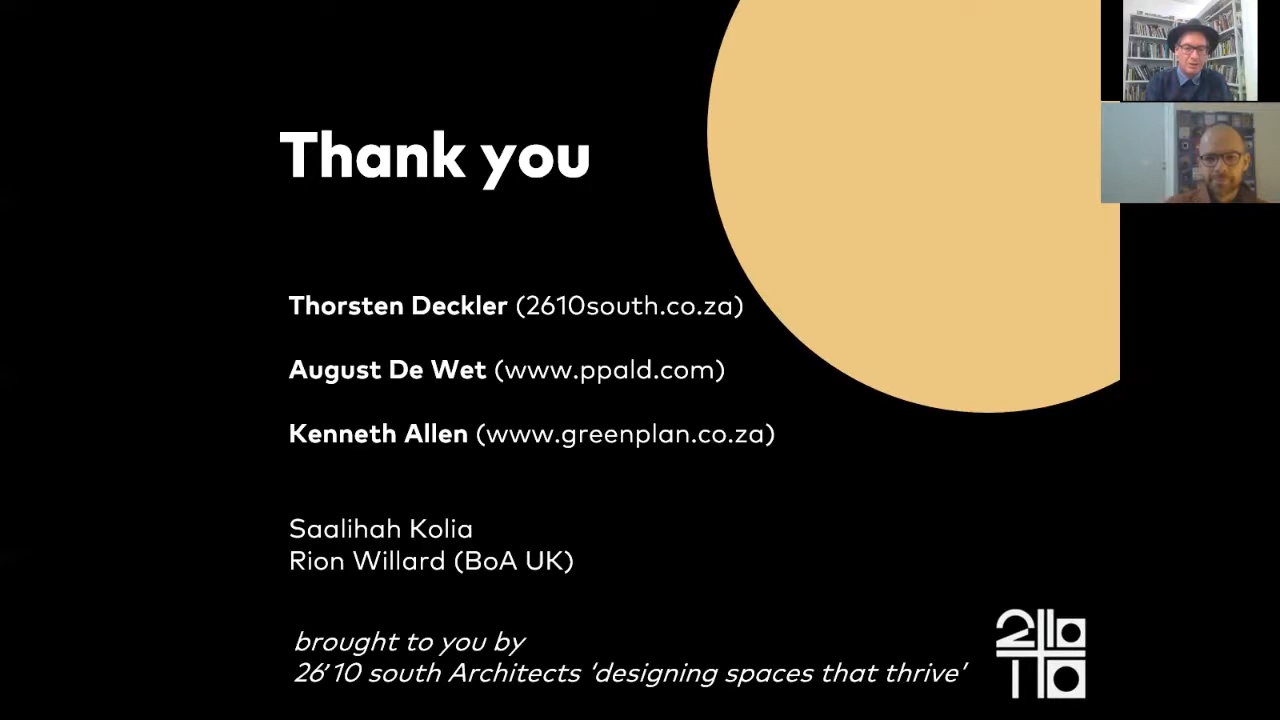 Thank you
Thorsten Deckler (2610south.co.za)
August De Wet (www.ppald.com)
Kenneth Allen (www.greenplan.co.za)
Saalihah Kolia
Rion Willard (BoA UK)
brought to you by
26'10 south Architects 'designing spaces that thrive'
2610